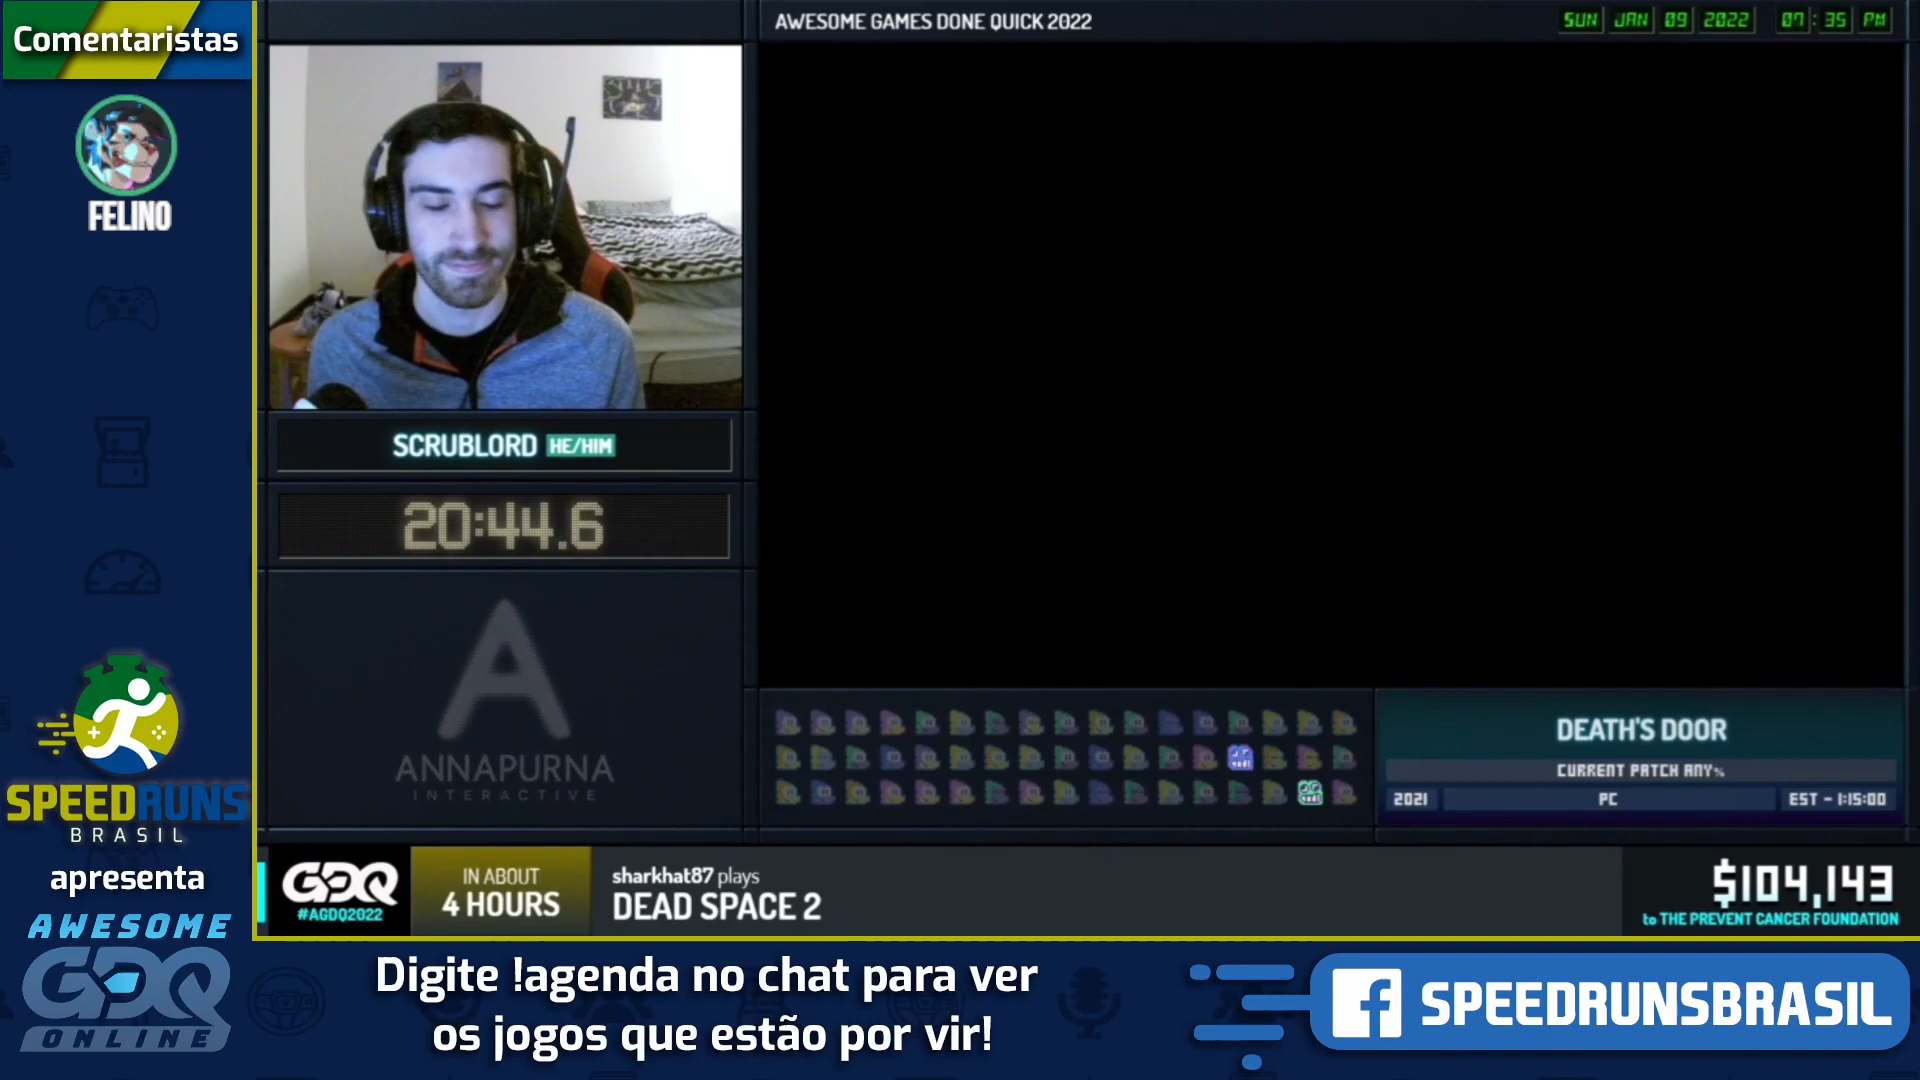 Comentaristas
FELINO
SPEEDRUNS
BRASIL
apresenta
AWESOME
GDQ
ONLINE
AWESOME GAMES DONE QUICK 2022
SUN JAN 09 2022 07:35 PM
SCRUBLORD HE/HIM
20:44.6
A
ANNAPURNA
INTERACTIVE
DEATH'S DOOR
CURRENT PATCH ANY%
2021 PC EST - 1:15:00
GDQ
#AGDQ2022
IN ABOUT
4 HOURS
sharkhat87 plays
DEAD SPACE 2
$104,143
to THE PREVENT CANCER FOUNDATION
Digite !agenda no chat para ver
os jogos que estão por vir!
f SPEEDRUNSBRASIL